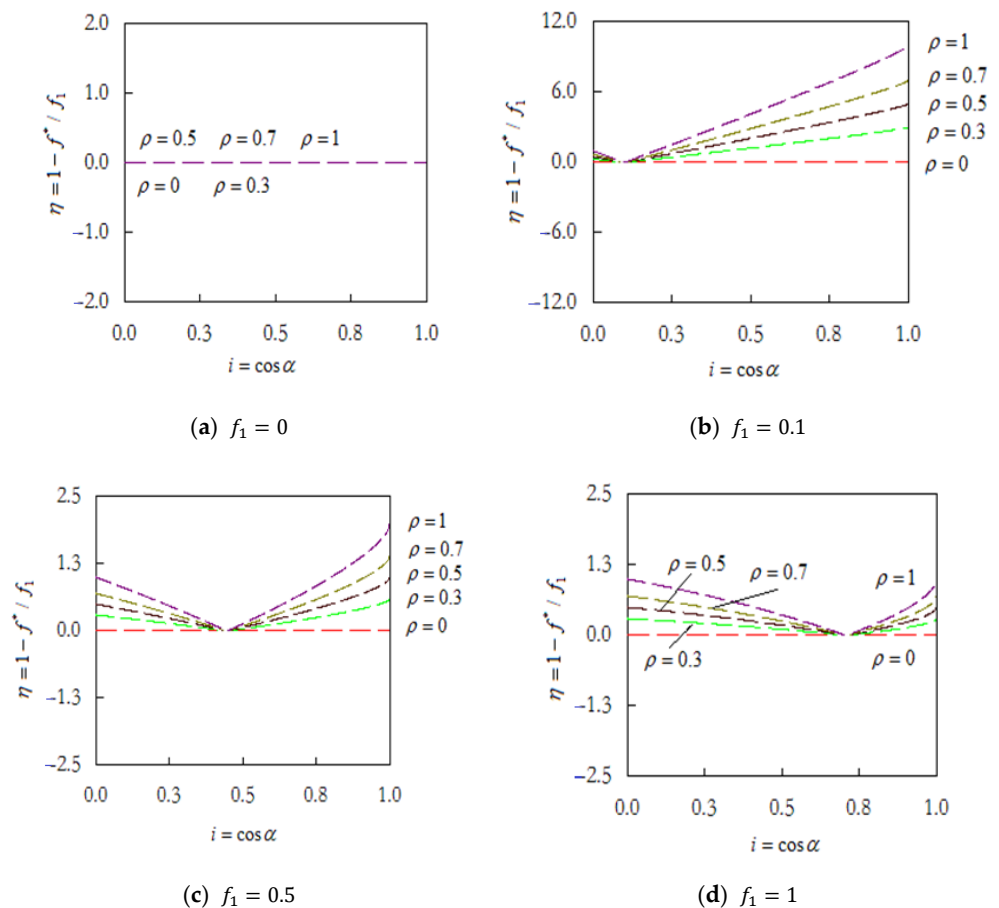 2.0
1.0
0.0
−1.0
−2.0
η = 1 − f* / f₁
ρ = 0.5 ρ = 0.7 ρ = 1
ρ = 0 ρ = 0.3
0.0 0.3 0.5 0.8 1.0
i = cos α
(a) f₁ = 0
12.0
6.0
0.0
−6.0
−12.0
η = 1 − f* / f₁
ρ = 1
ρ = 0.7
ρ = 0.5
ρ = 0.3
ρ = 0
0.0 0.3 0.5 0.8 1.0
i = cos α
(b) f₁ = 0.1
2.5
1.3
0.0
−1.3
−2.5
η = 1 − f* / f₁
ρ = 1
ρ = 0.7
ρ = 0.5
ρ = 0.3
ρ = 0
0.0 0.3 0.5 0.8 1.0
i = cos α
(c) f₁ = 0.5
2.5
1.3
0.0
−1.3
−2.5
η = 1 − f* / f₁
ρ = 0.5
ρ = 0.7
ρ = 1
ρ = 0.3
ρ = 0
0.0 0.3 0.5 0.8 1.0
i = cos α
(d) f₁ = 1